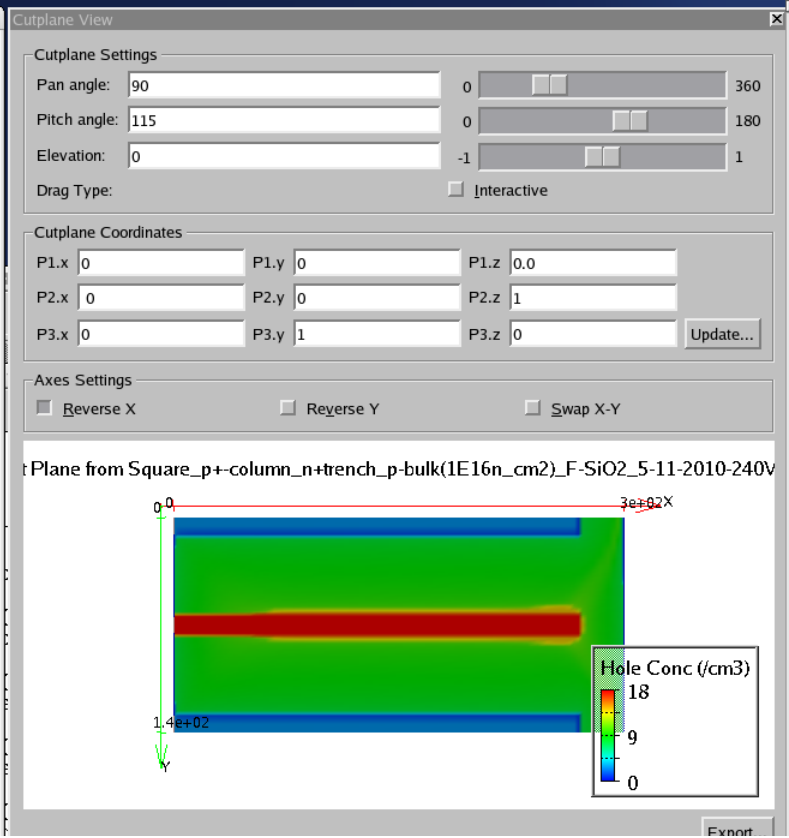 Cutplane View
Cutplane Settings
Pan angle: 90 0 360
Pitch angle: 115 0 180
Elevation: 0 -1 1
Drag Type: Interactive
Cutplane Coordinates
P1.x 0 P1.y 0 P1.z 0.0
P2.x 0 P2.y 0 P2.z 1
P3.x 0 P3.y 1 P3.z 0 Update...
Axes Settings
Reverse X Reverse Y Swap X-Y
t Plane from Square_p+-column_n+trench_p-bulk(1E16n_cm2)_F-SiO2_5-11-2010-240V
0 0 3e+02 X
Hole Conc (/cm3)
18
1.4e+02
9
Y
0
Export...